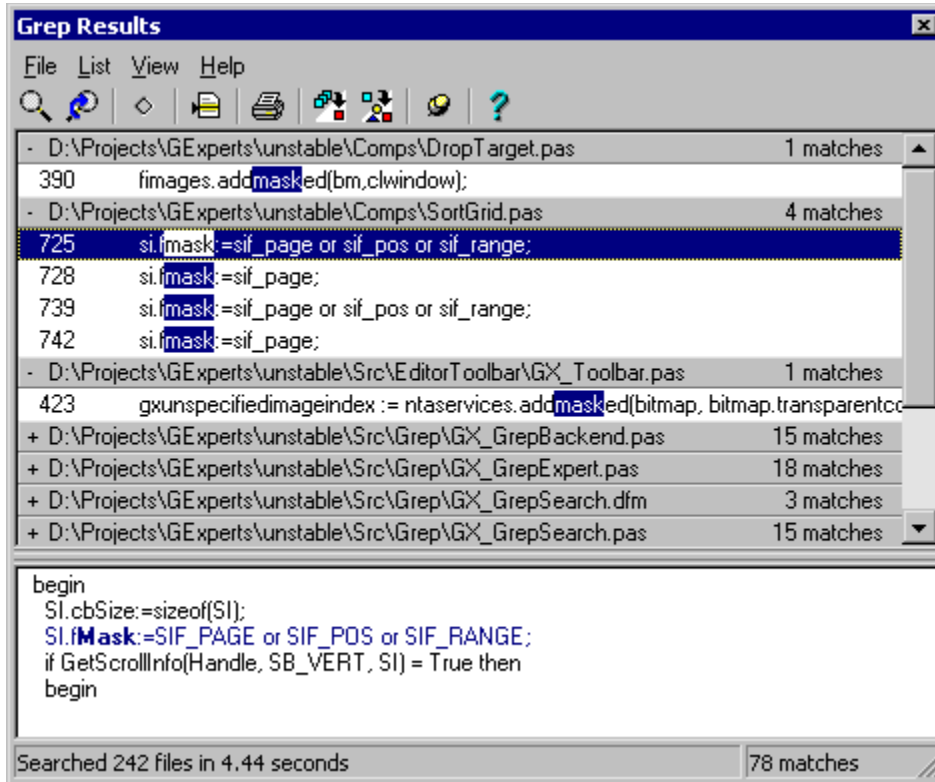 Grep Results
File List View Help
- D:\Projects\GExperts\unstable\Comps\DropTarget.pas 1 matches
390 fimages.addmasked(bm,clwindow);
- D:\Projects\GExperts\unstable\Comps\SortGrid.pas 4 matches
725 si.fmask:=sif_page or sif_pos or sif_range;
728 si.fmask:=sif_page;
739 si.fmask:=sif_page or sif_pos or sif_range;
742 si.fmask:=sif_page;
- D:\Projects\GExperts\unstable\Src\EditorToolbar\GX_Toolbar.pas 1 matches
423 gxunspecifiedimageindex := ntaservices.addmasked(bitmap, bitmap.transparentcc
+ D:\Projects\GExperts\unstable\Src\Grep\GX_GrepBackend.pas 15 matches
+ D:\Projects\GExperts\unstable\Src\Grep\GX_GrepExpert.pas 18 matches
+ D:\Projects\GExperts\unstable\Src\Grep\GX_GrepSearch.dfm 3 matches
+ D:\Projects\GExperts\unstable\Src\Grep\GX_GrepSearch.pas 15 matches
begin
SI.cbSize:=sizeof(SI);
SI.fMask:=SIF_PAGE or SIF_POS or SIF_RANGE;
if GetScrollInfo(Handle, SB_VERT, SI) = True then
begin
Searched 242 files in 4.44 seconds
78 matches